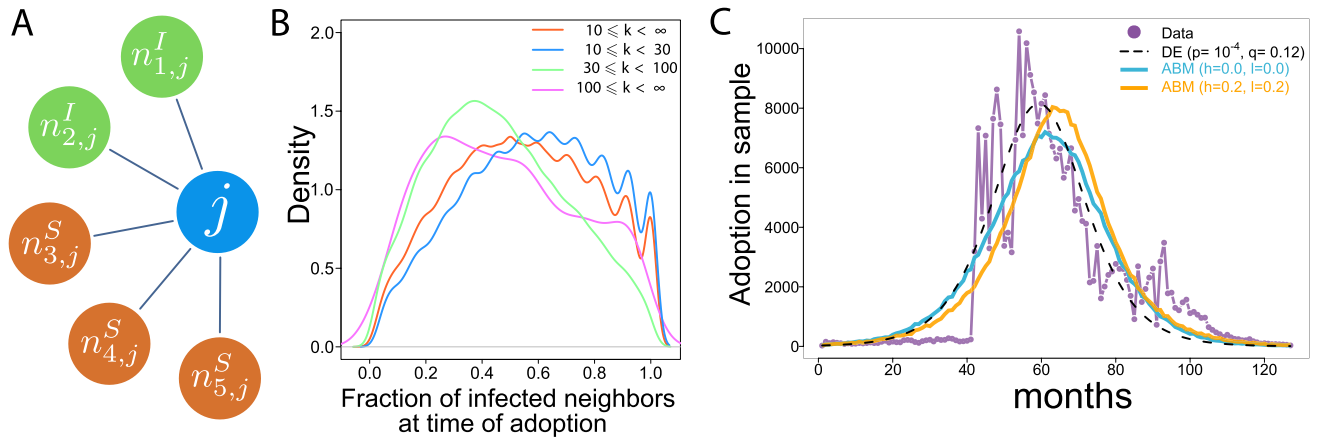 A
n^I_{1,j}
n^I_{2,j}
j
n^S_{3,j}
n^S_{4,j}
n^S_{5,j}
B
10 ⩽ k < ∞
10 ⩽ k < 30
30 ⩽ k < 100
100 ⩽ k < ∞
2.0
1.5
1.0
0.5
0.0
Density
0.0 0.2 0.4 0.6 0.8 1.0
Fraction of infected neighbors
at time of adoption
C
Data
DE (p= 10^-4, q= 0.12)
ABM (h=0.0, l=0.0)
ABM (h=0.2, l=0.2)
10000
8000
6000
4000
2000
0
Adoption in sample
0 20 40 60 80 100 120
months